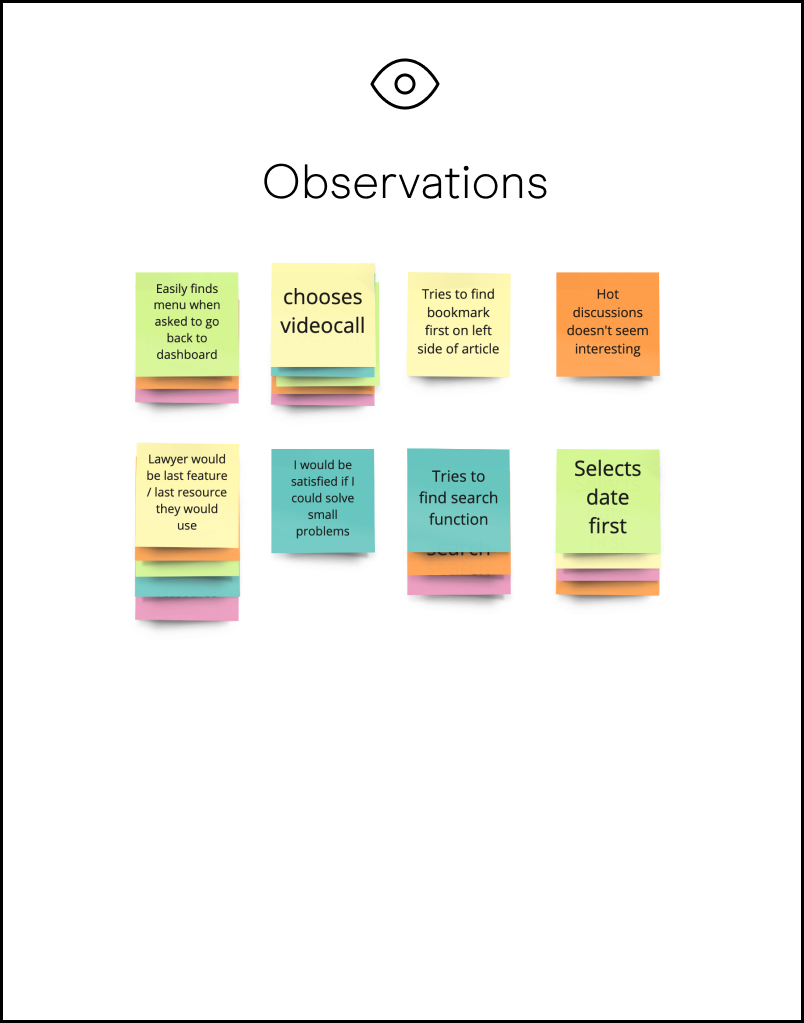 Observations
Easily finds
menu when
asked to go
back to
dashboard
chooses
videocall
Tries to find
bookmark
first on left
side of article
Hot
discussions
doesn't seem
interesting
Lawyer would
be last feature
/ last resource
they would
use
I would be
satisfied if I
could solve
small
problems
Tries to
find search
function
search
Selects
date
first